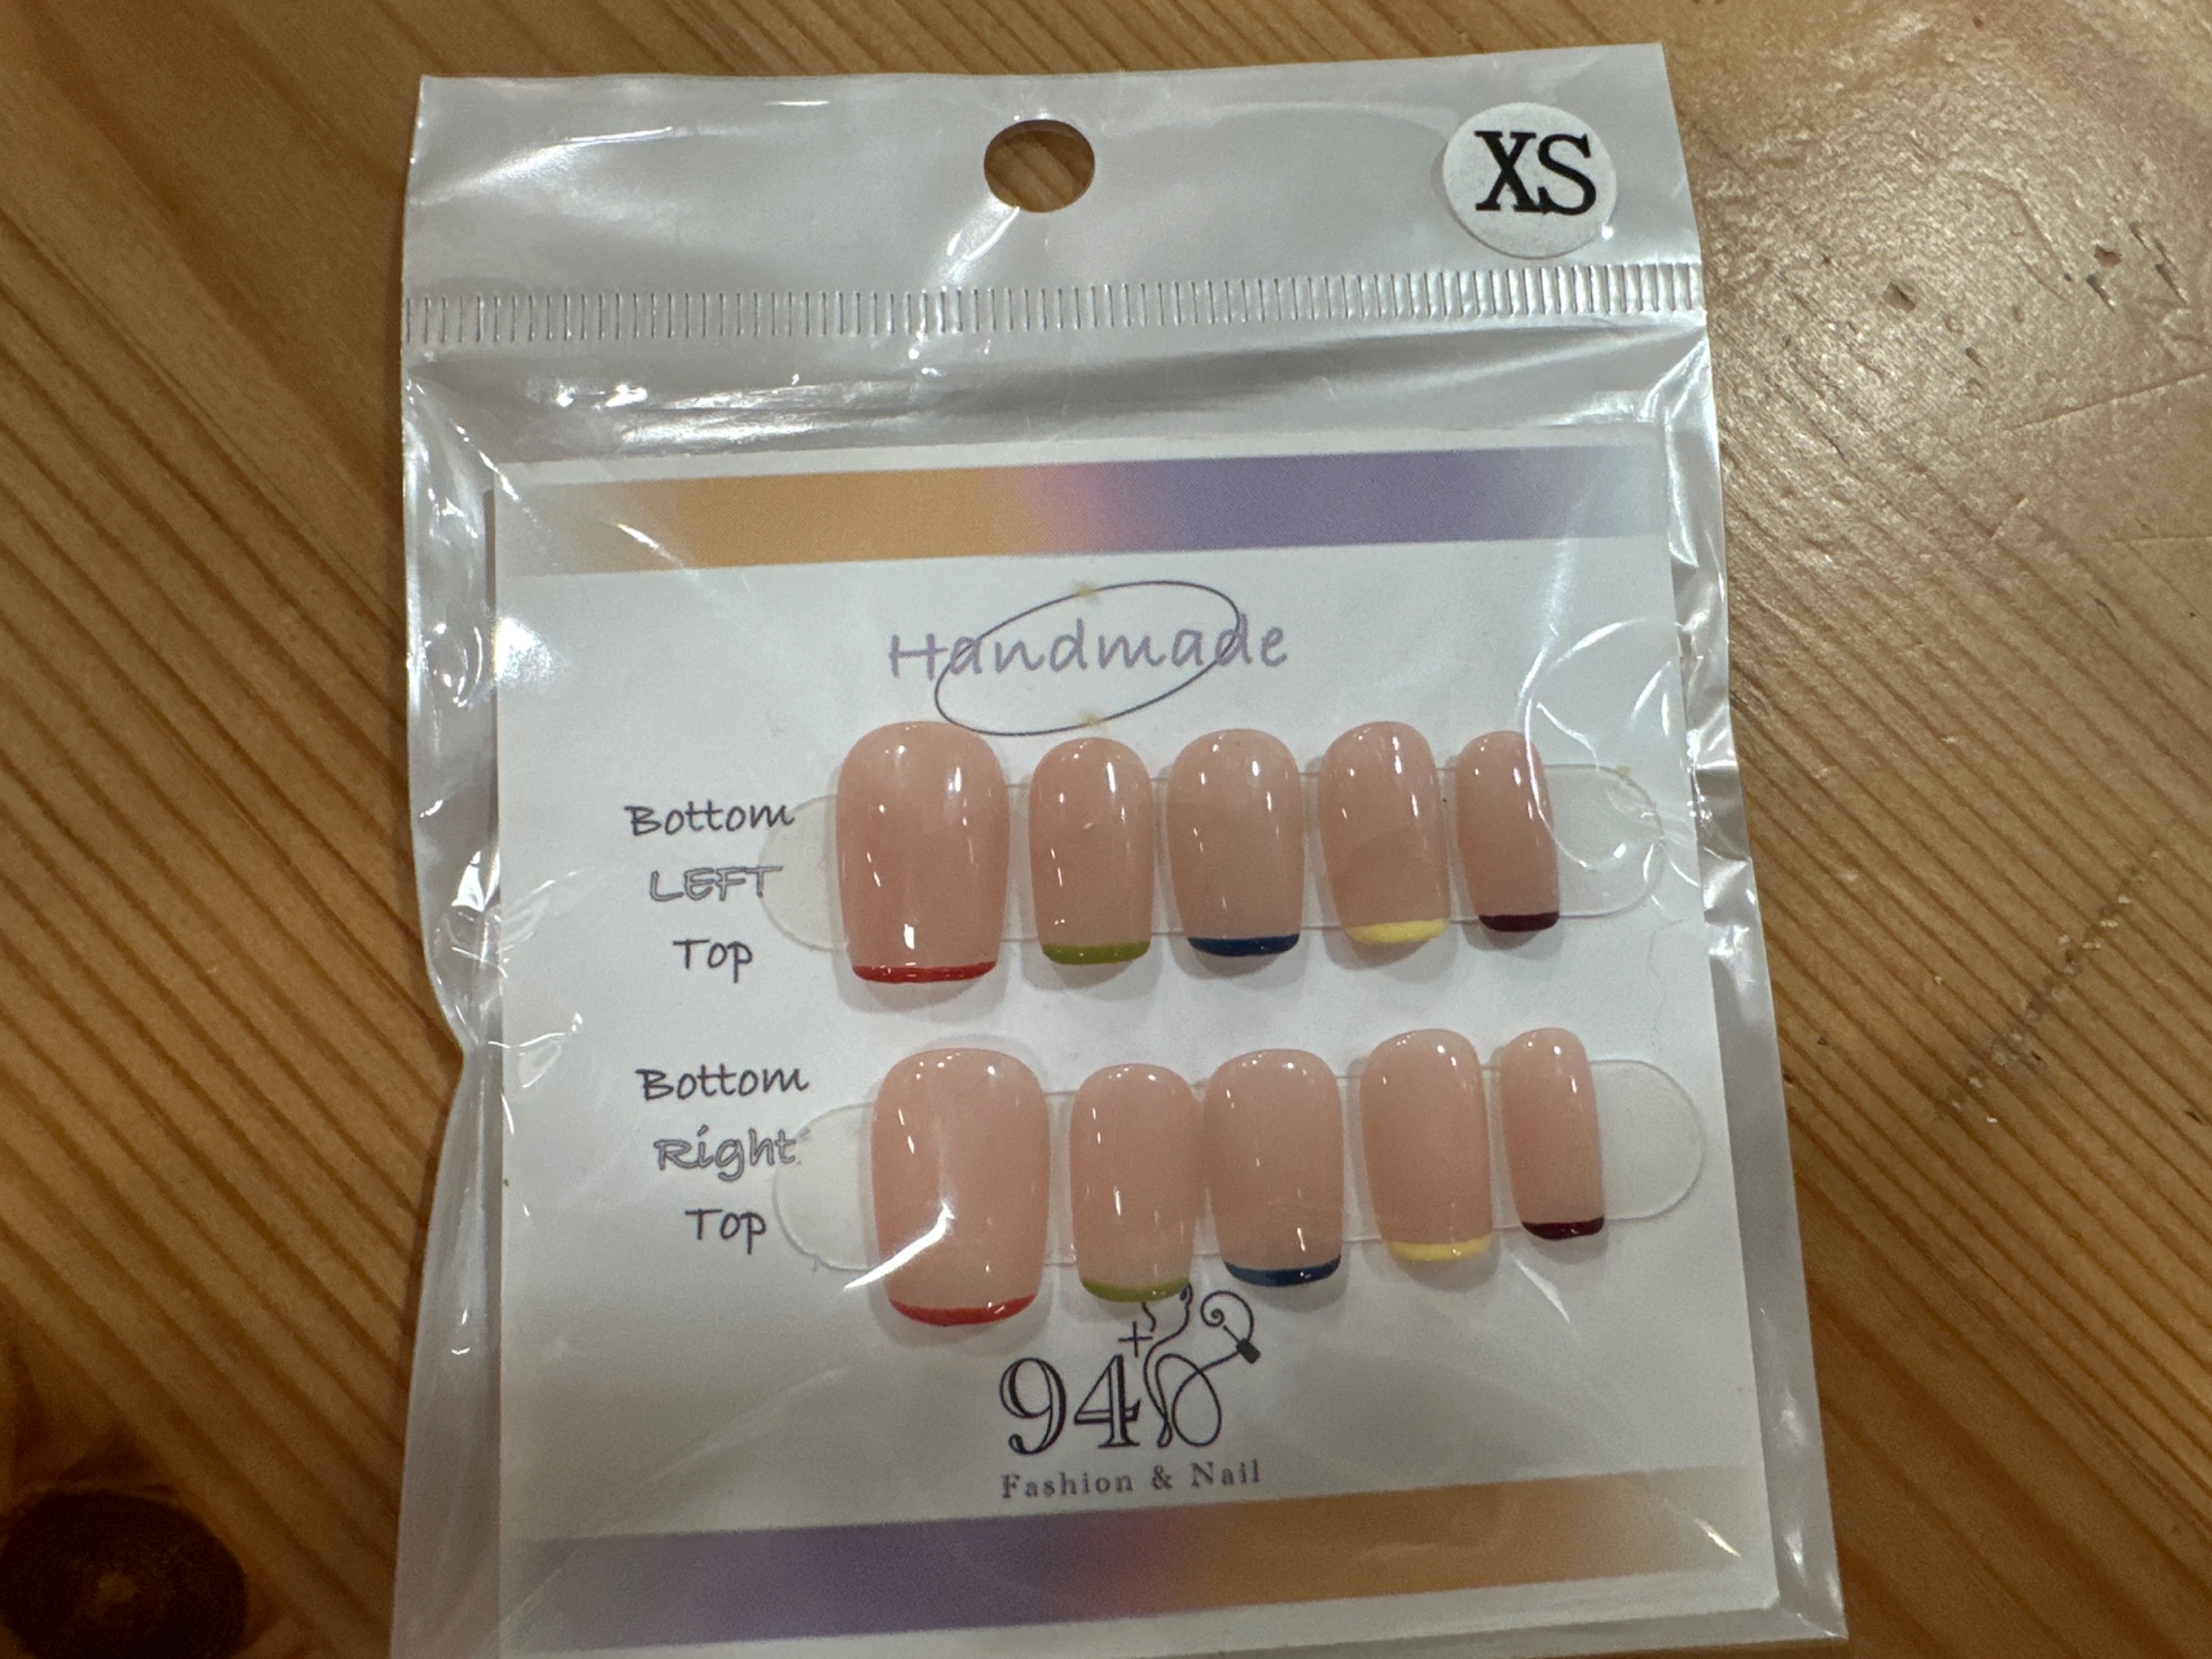 XS
Handmade
Bottom
LEFT
Top
Bottom
Right
Top
94+
Fashion & Nail